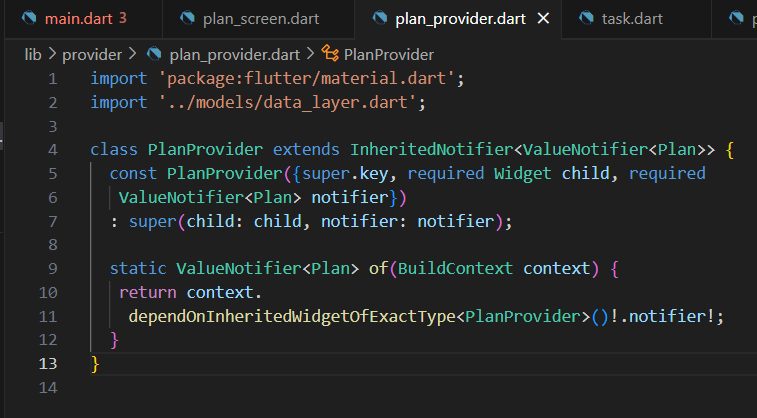 main.dart 3 plan_screen.dart plan_provider.dart task.dart
lib > provider > plan_provider.dart > PlanProvider
1 import 'package:flutter/material.dart';
2 import '../models/data_layer.dart';
3
4 class PlanProvider extends InheritedNotifier<ValueNotifier<Plan>> {
5 const PlanProvider({super.key, required Widget child, required
6 ValueNotifier<Plan> notifier})
7 : super(child: child, notifier: notifier);
8
9 static ValueNotifier<Plan> of(BuildContext context) {
10 return context.
11 dependOnInheritedWidgetOfExactType<PlanProvider>()!.notifier!;
12 }
13 }
14